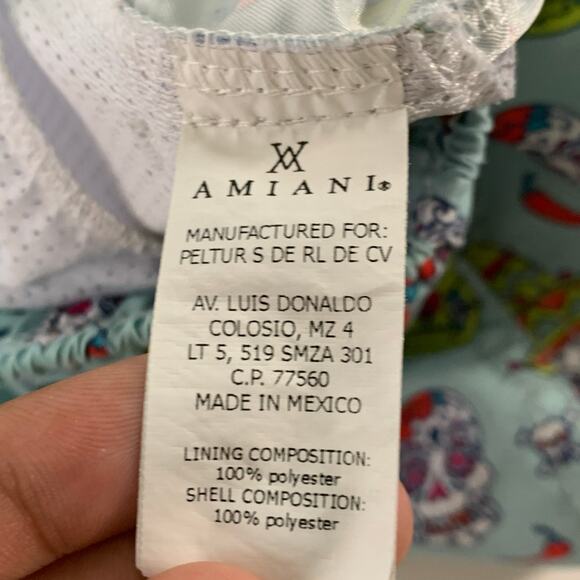 AMIANI
MANUFACTURED FOR:
PELTUR S DE RL DE CV
AV. LUIS DONALDO
COLOSIO, MZ 4
LT 5, 519 SMZA 301
C.P. 77560
MADE IN MEXICO
LINING COMPOSITION:
100% polyester
SHELL COMPOSITION:
100% polyester